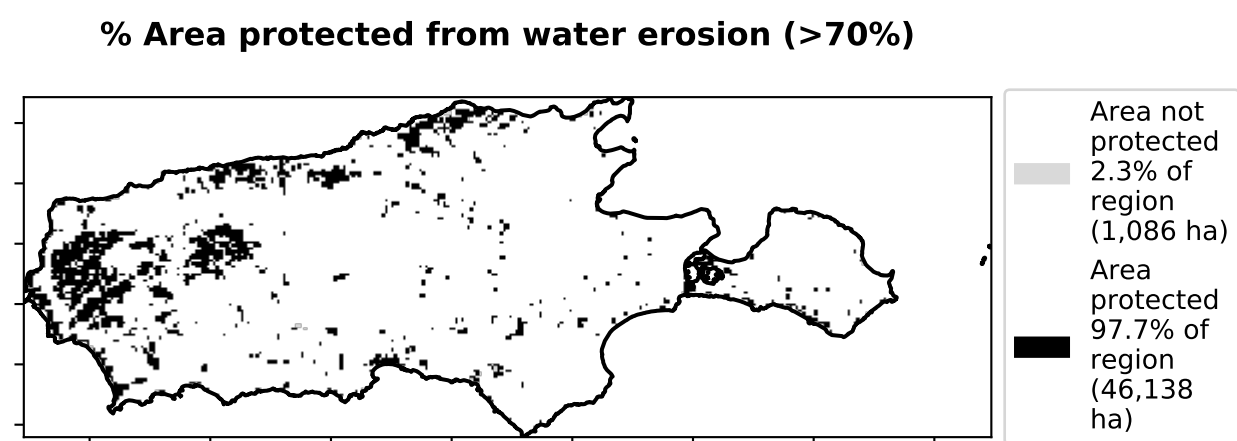 % Area protected from water erosion (>70%)
Area not
protected
2.3% of
region
(1,086 ha)
Area
protected
97.7% of
region
(46,138
ha)